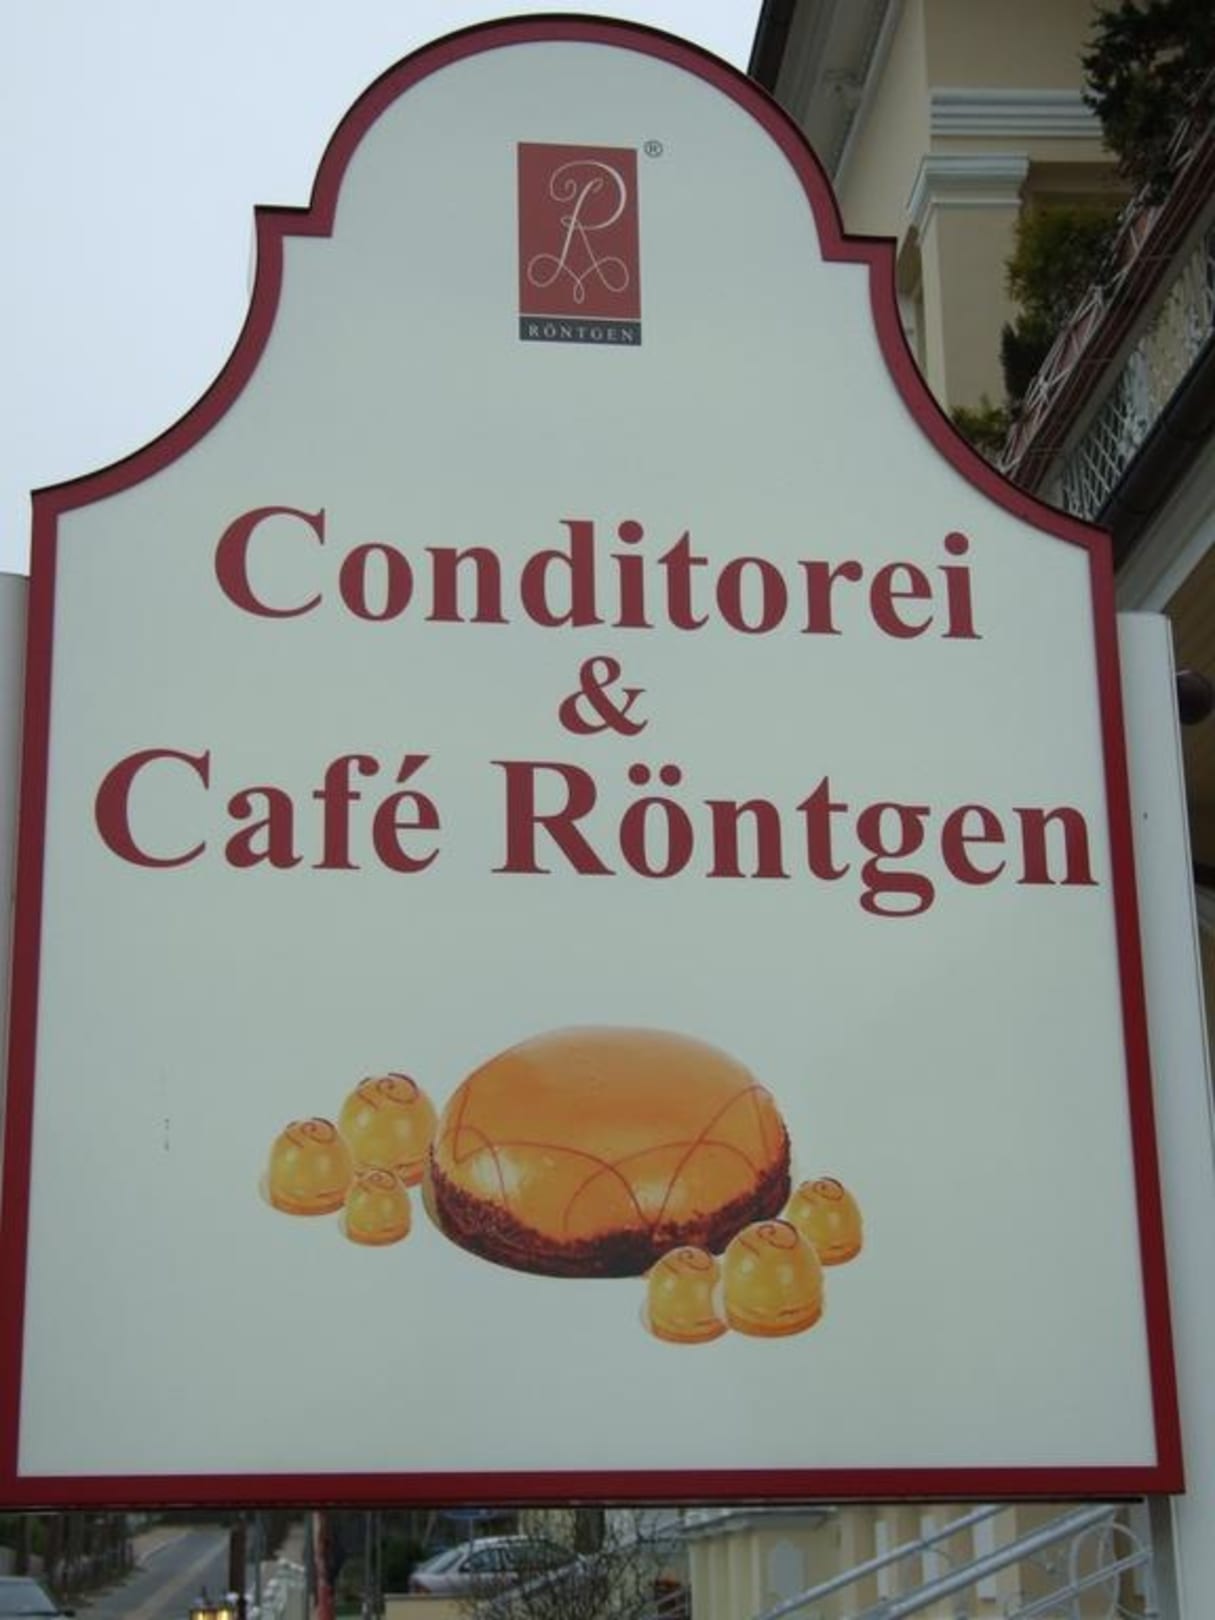 ®
RÖNTGEN
Conditorei
&
Café Röntgen